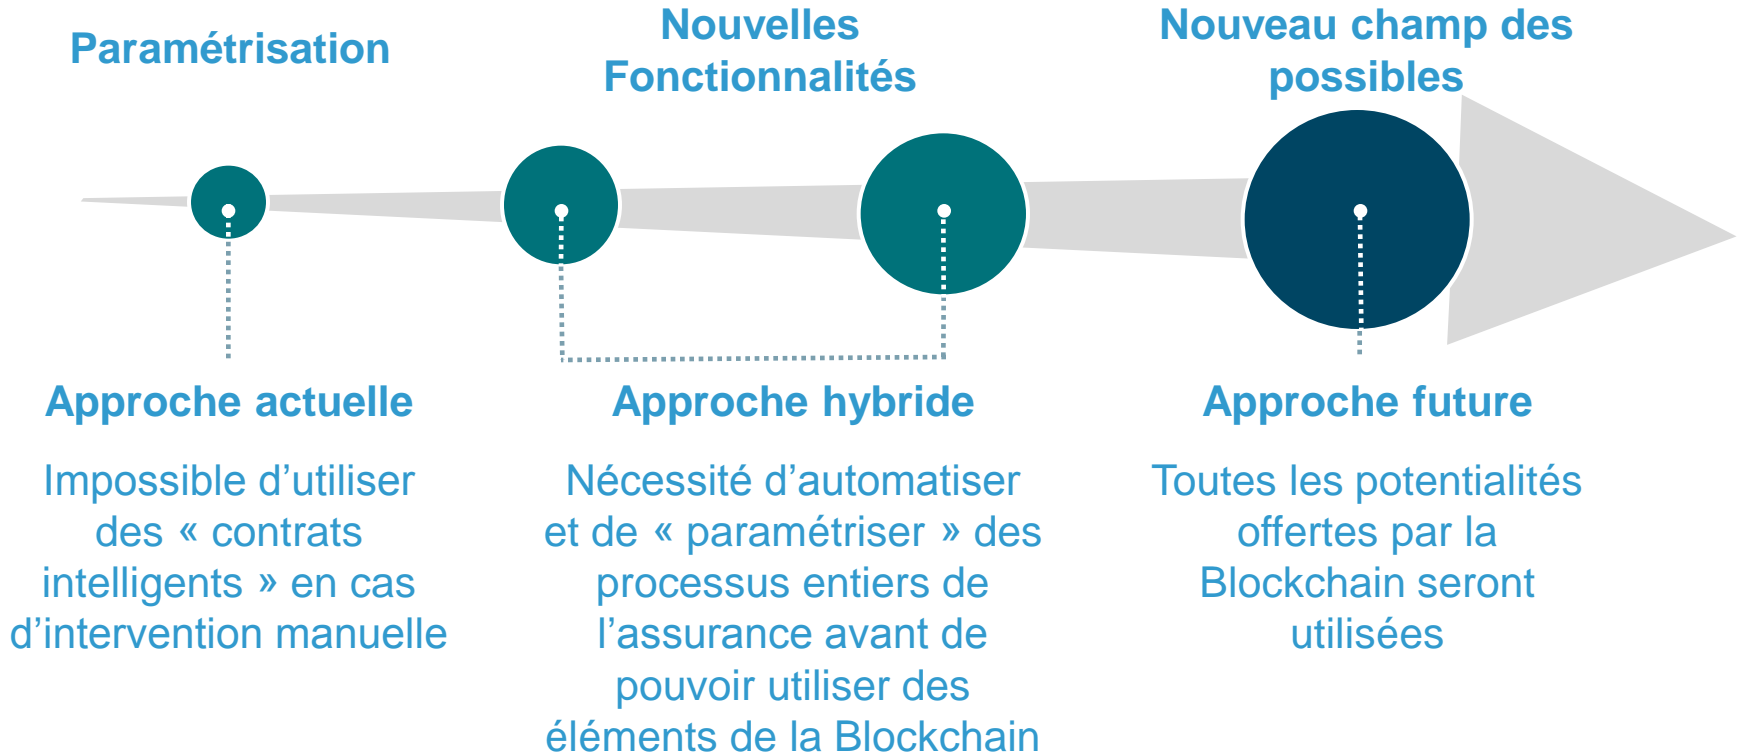 Paramétrisation
Nouvelles
Fonctionnalités
Nouveau champ des
possibles
Approche actuelle
Impossible d’utiliser
des « contrats
intelligents » en cas
d’intervention manuelle
Approche hybride
Nécessité d’automatiser
et de « paramétriser » des
processus entiers de
l’assurance avant de
pouvoir utiliser des
éléments de la Blockchain
Approche future
Toutes les potentialités
offertes par la
Blockchain seront
utilisées